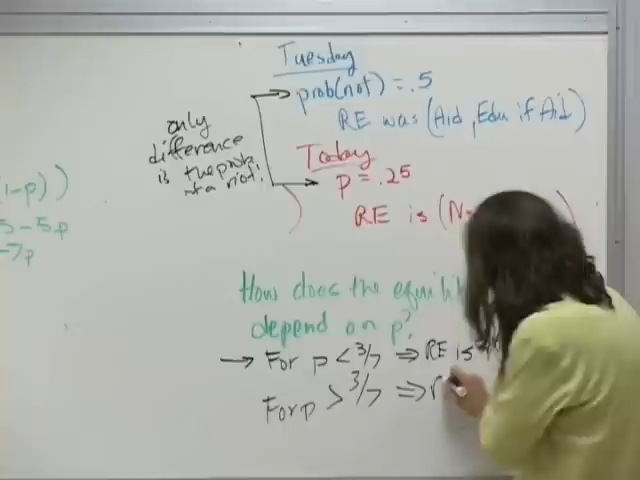 Tuesday
prob(riot) = .5
RE was (Aid, Edu if Aid)
only
difference
is the prob.
of a riot.
Today
p = .25
RE is (N
(1-p))
5 - 5p
-7p
How does the equilib
depend on p?
→ For p < 3/7 ⇒ RE is
For p > 3/7 ⇒